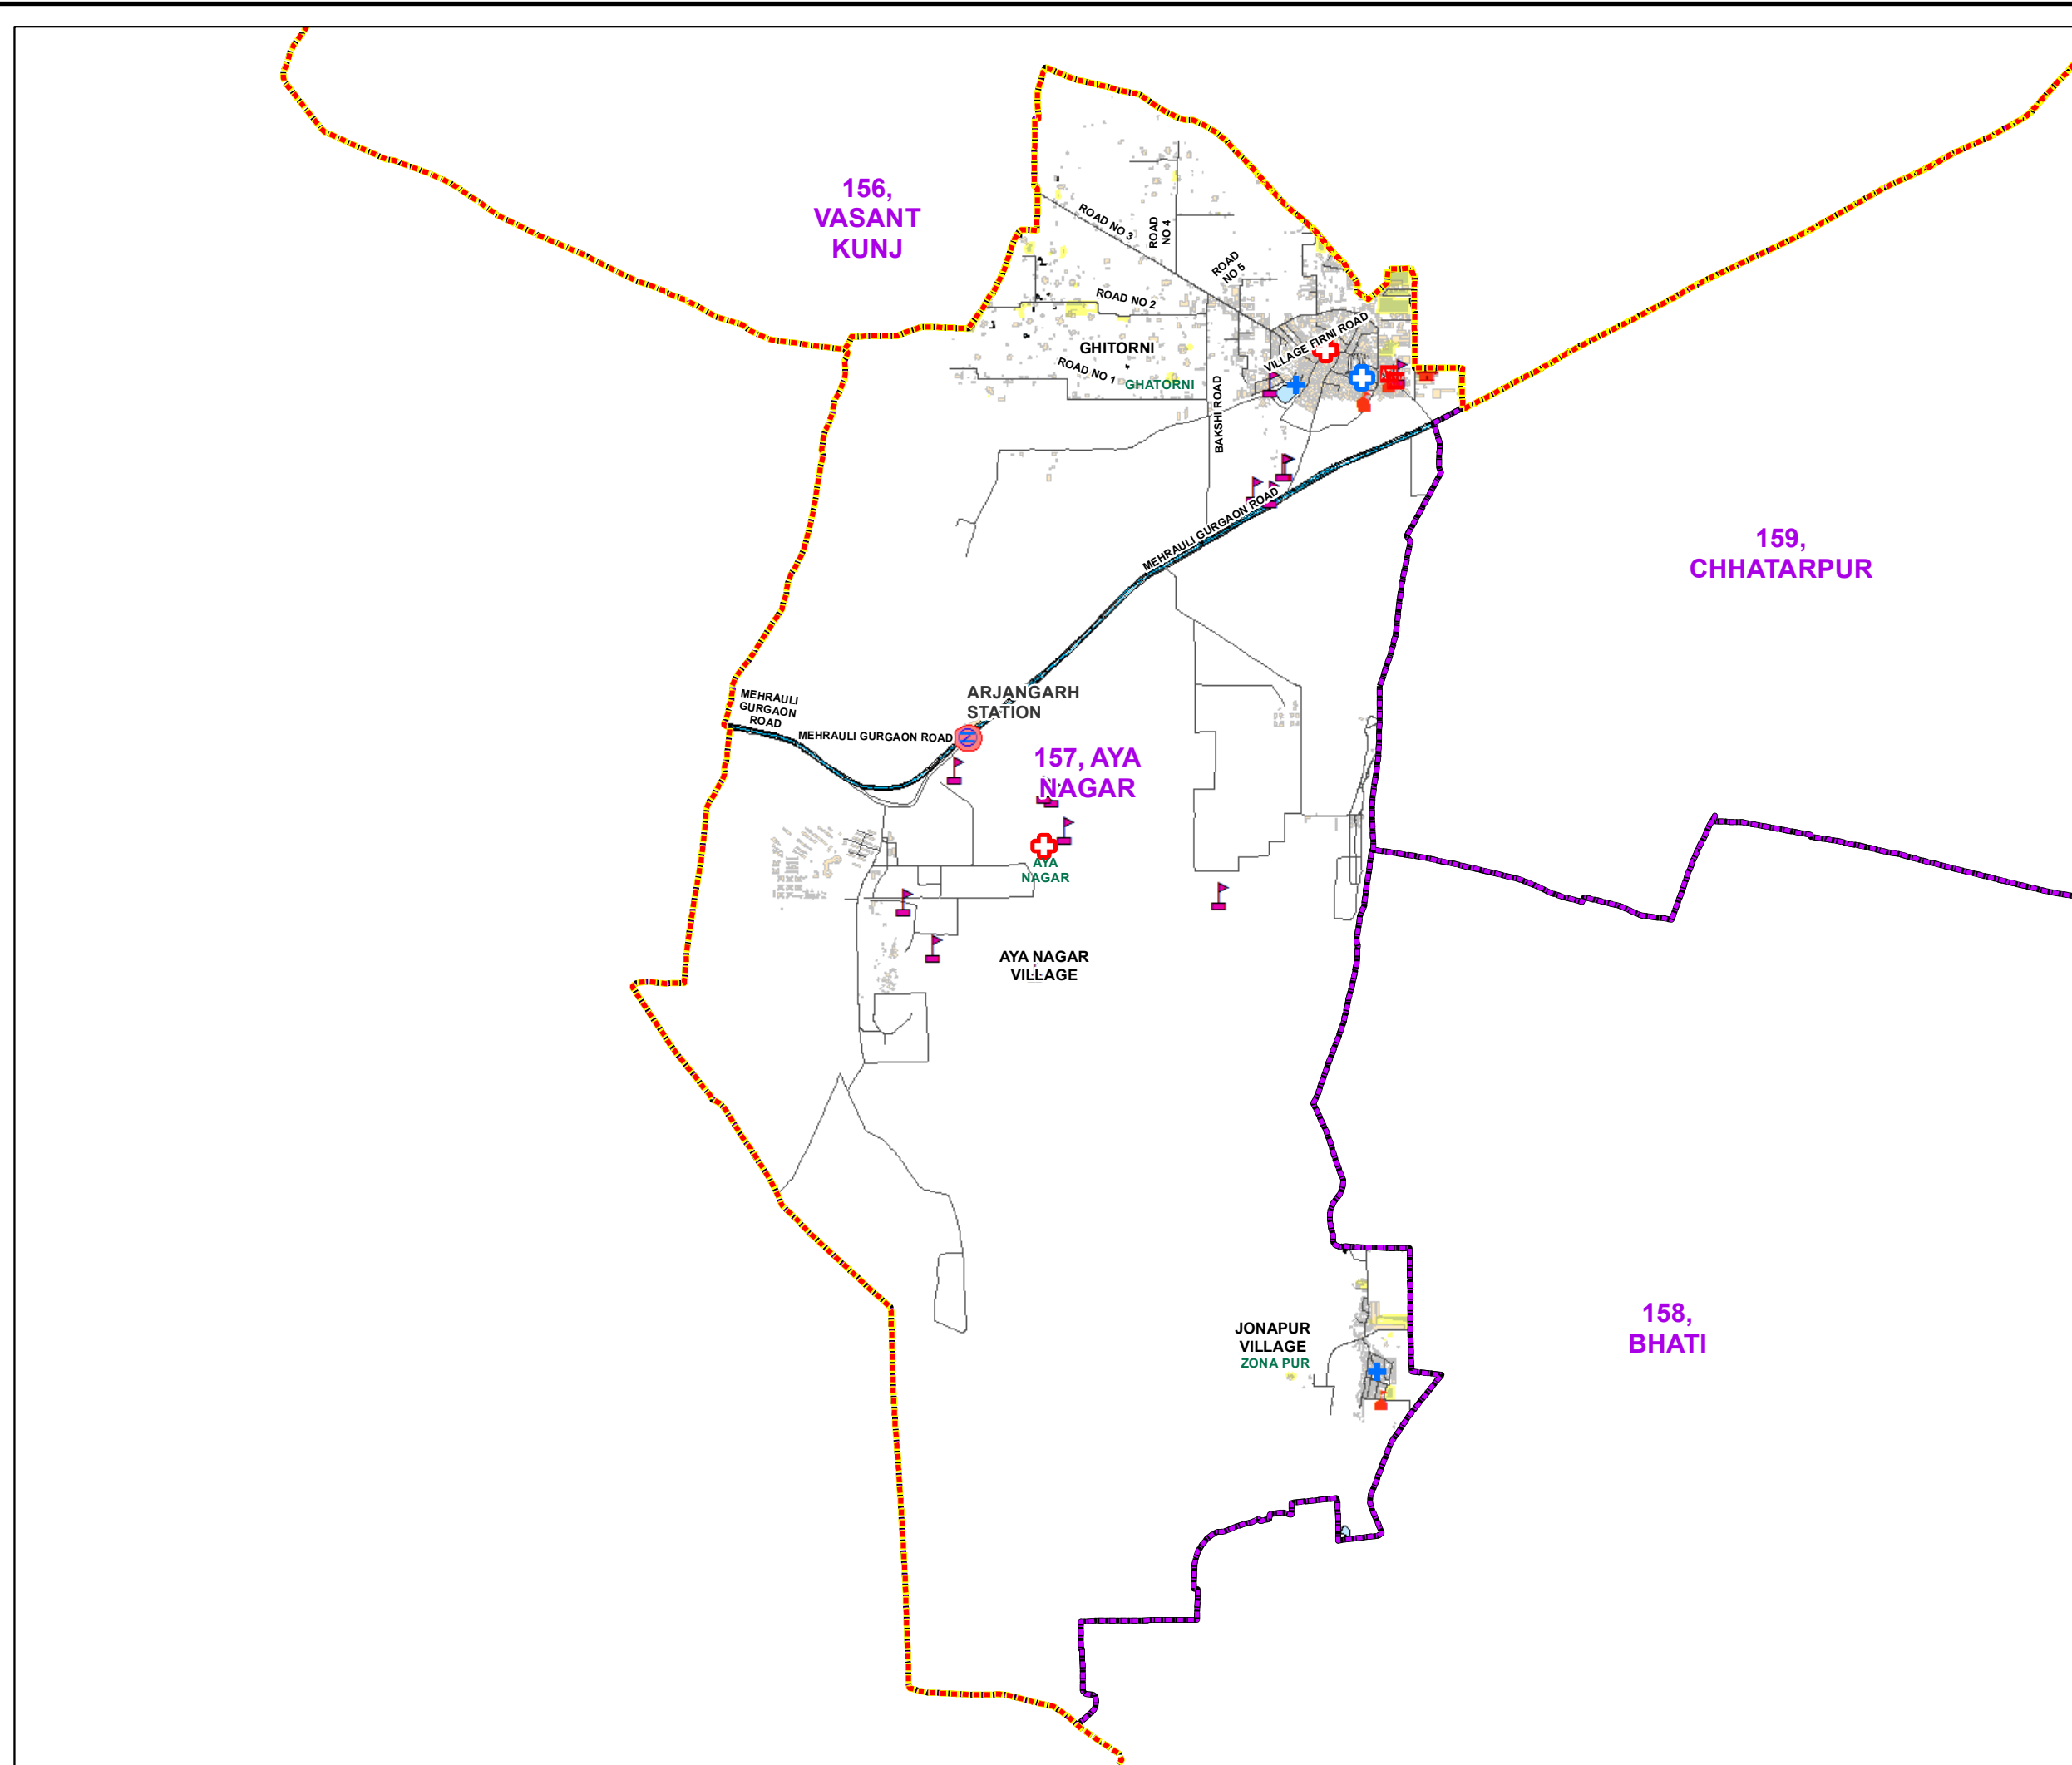 156,
VASANT
KUNJ
ROAD NO 3
ROAD
NO 4
ROAD
NO 5
ROAD NO 2
VILLAGE FIRNI ROAD
GHITORNI
ROAD NO 1
GHATORNI
BAKSHI ROAD
MEHRAULI GURGAON ROAD
159,
CHHATARPUR
ARJANGARH
STATION
MEHRAULI
GURGAON
ROAD
MEHRAULI GURGAON ROAD
157, AYA
NAGAR
AYA
NAGAR
AYA NAGAR
VILLAGE
158,
BHATI
JONAPUR
VILLAGE
ZONA PUR